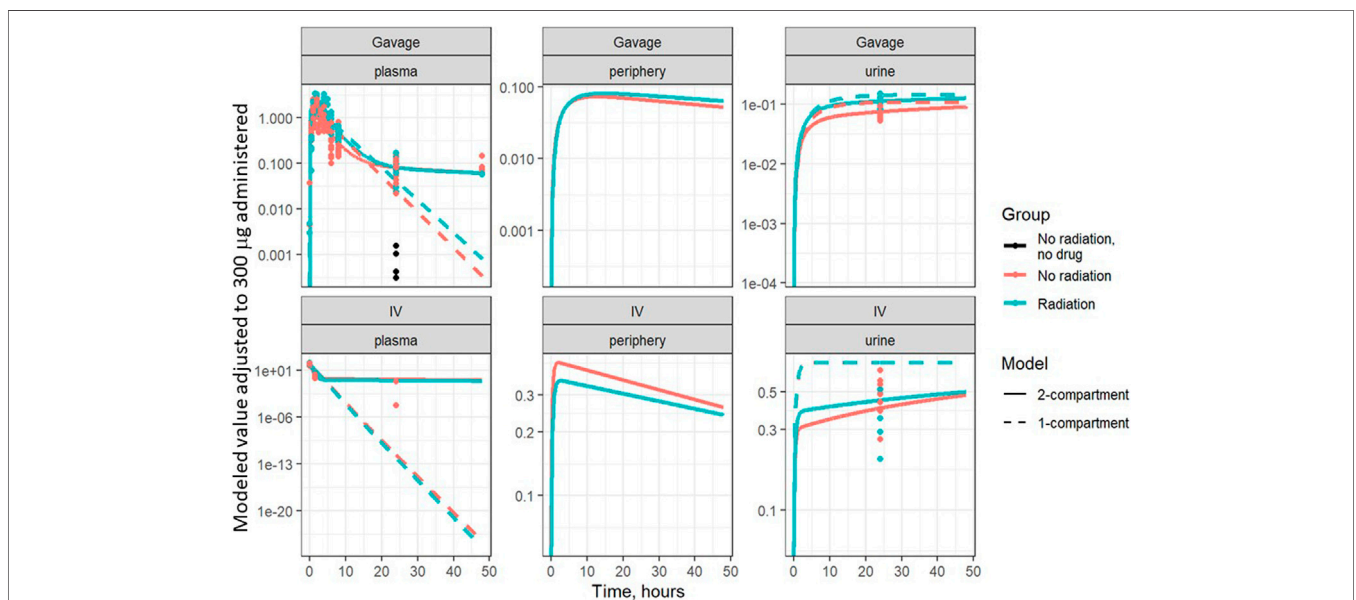 Gavage
Gavage
Gavage
plasma
periphery
urine
1.000
0.100
0.010
0.001
0.100
0.010
0.001
1e-01
1e-02
1e-03
1e-04
IV
IV
IV
plasma
periphery
urine
1e+01
1e-06
1e-13
1e-20
0.3
0.2
0.1
0.5
0.3
0.1
0 10 20 30 40 50
0 10 20 30 40 50
0 10 20 30 40 50
Time, hours
Modeled value adjusted to 300 µg administered
Group
No radiation,
no drug
No radiation
Radiation
Model
2-compartment
1-compartment